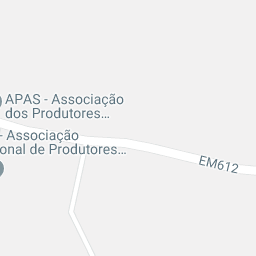 APAS - Associação
dos Produtores...
- Associação
onal de Produtores...
EM612